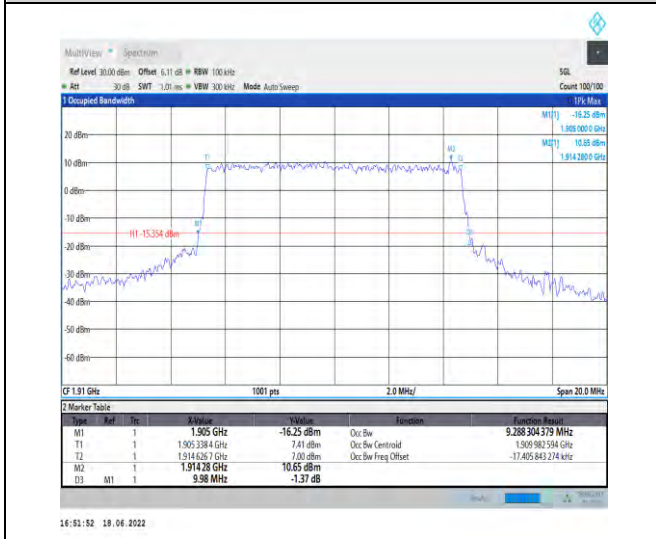 MultiView Spectrum
Ref Level 30.00 dBm Offset 6.11 dB RBW 100 kHz SGL
Att 30 dB SWT 1.01 ms VBW 300 kHz Mode Auto Sweep Count 100/100
1 Occupied Bandwidth 1Pk Max
M1[1] -16.25 dBm
1.905 000 0 GHz
M2[1] 10.65 dBm
1.914 280 0 GHz
20 dBm
10 dBm
0 dBm
-10 dBm
-20 dBm
-30 dBm
-40 dBm
-50 dBm
-60 dBm
T1
M2
T2
M1
H1 -15.354 dBm
CF 1.91 GHz 1001 pts 2.0 MHz/ Span 20.0 MHz
2 Marker Table
Type Ref Trc X-Value Y-Value Function Function Result
M1 1 1.905 GHz -16.25 dBm Occ Bw 9.288 304 379 MHz
T1 1 1.905 338 4 GHz 7.41 dBm Occ Bw Centroid 1.909 982 594 GHz
T2 1 1.914 626 7 GHz 7.00 dBm Occ Bw Freq Offset -17.405 843 274 kHz
M2 1 1.914 28 GHz 10.65 dBm
D3 M1 1 9.98 MHz -1.37 dB
16:51:52 18.06.2022